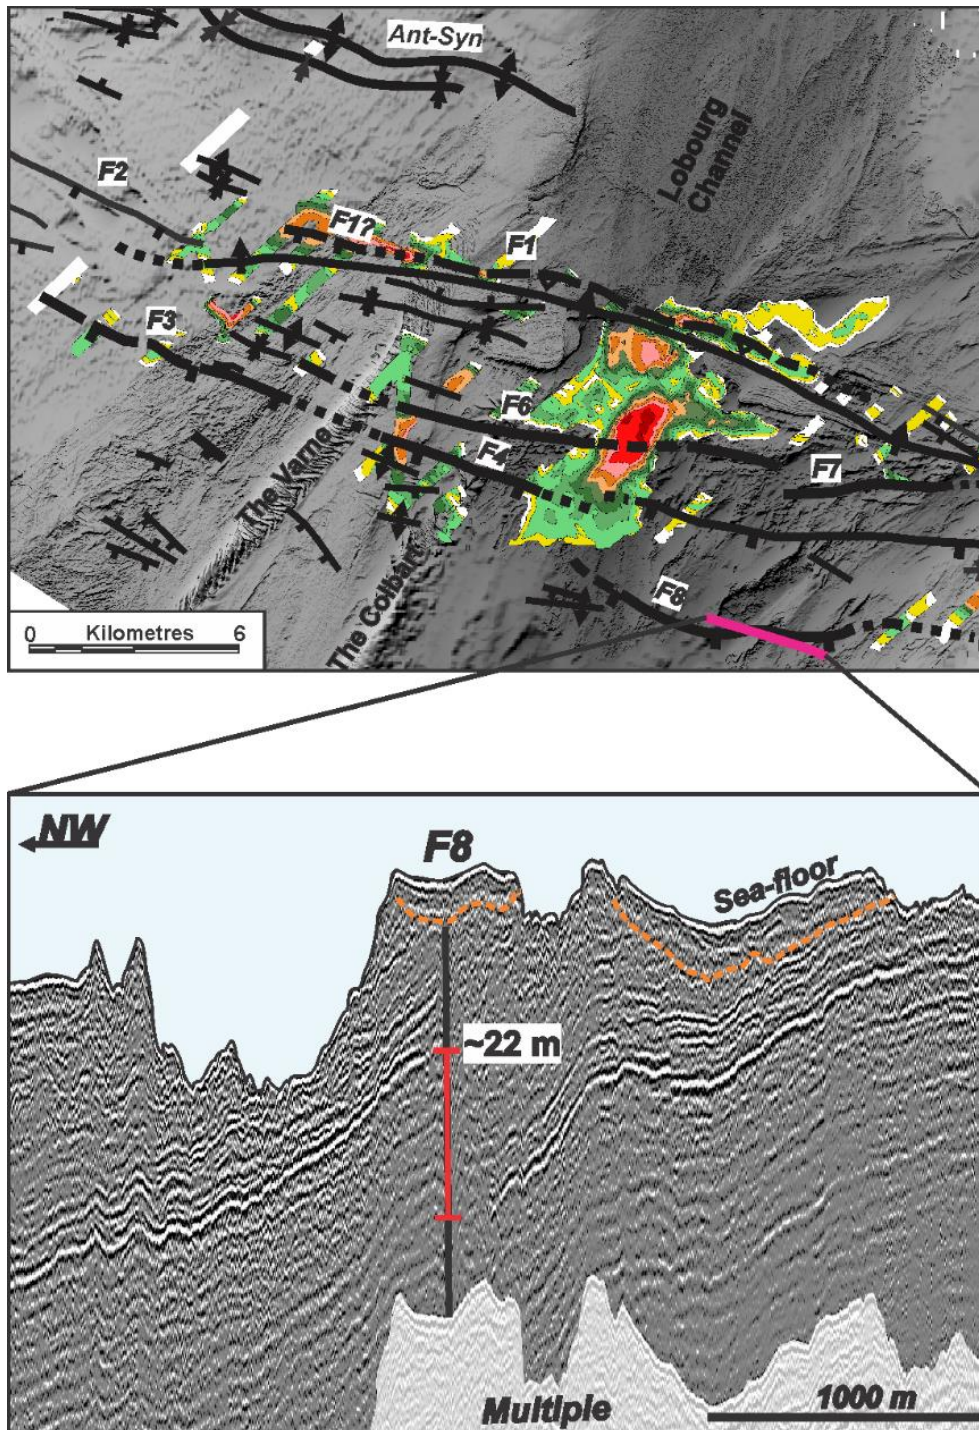 Ant-Syn
Lobourg
Channel
F2
F1?
F1
F3
F6
F4
F7
The Varne
The Colbart
F8
0 Kilometres 6
NW
F8
Sea-floor
~22 m
Multiple
1000 m